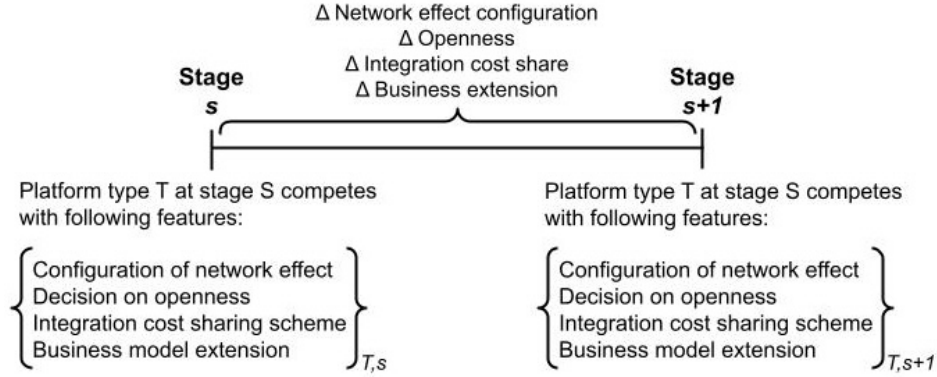 Δ Network effect configuration
Δ Openness
Δ Integration cost share
Δ Business extension
Stage
s
Stage
s+1
Platform type T at stage S competes
with following features:
Configuration of network effect
Decision on openness
Integration cost sharing scheme
Business model extension
T,s
Platform type T at stage S competes
with following features:
Configuration of network effect
Decision on openness
Integration cost sharing scheme
Business model extension
T,s+1